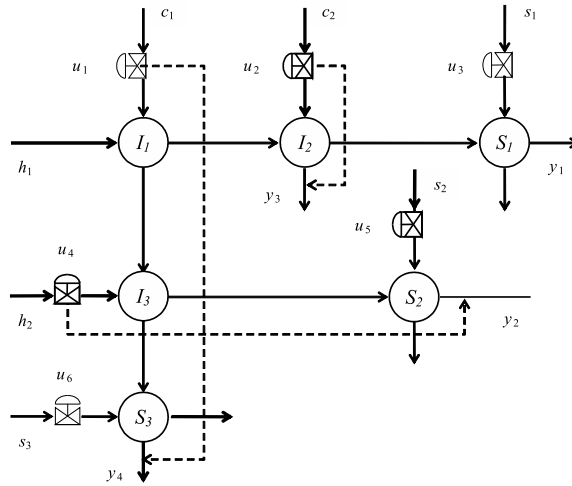 c1 c2 s1
u1 u2 u3
I1 I2 S1
h1 y3 y1
s2
u4 u5
I3 S2
h2 y2
u6
S3
s3
y4